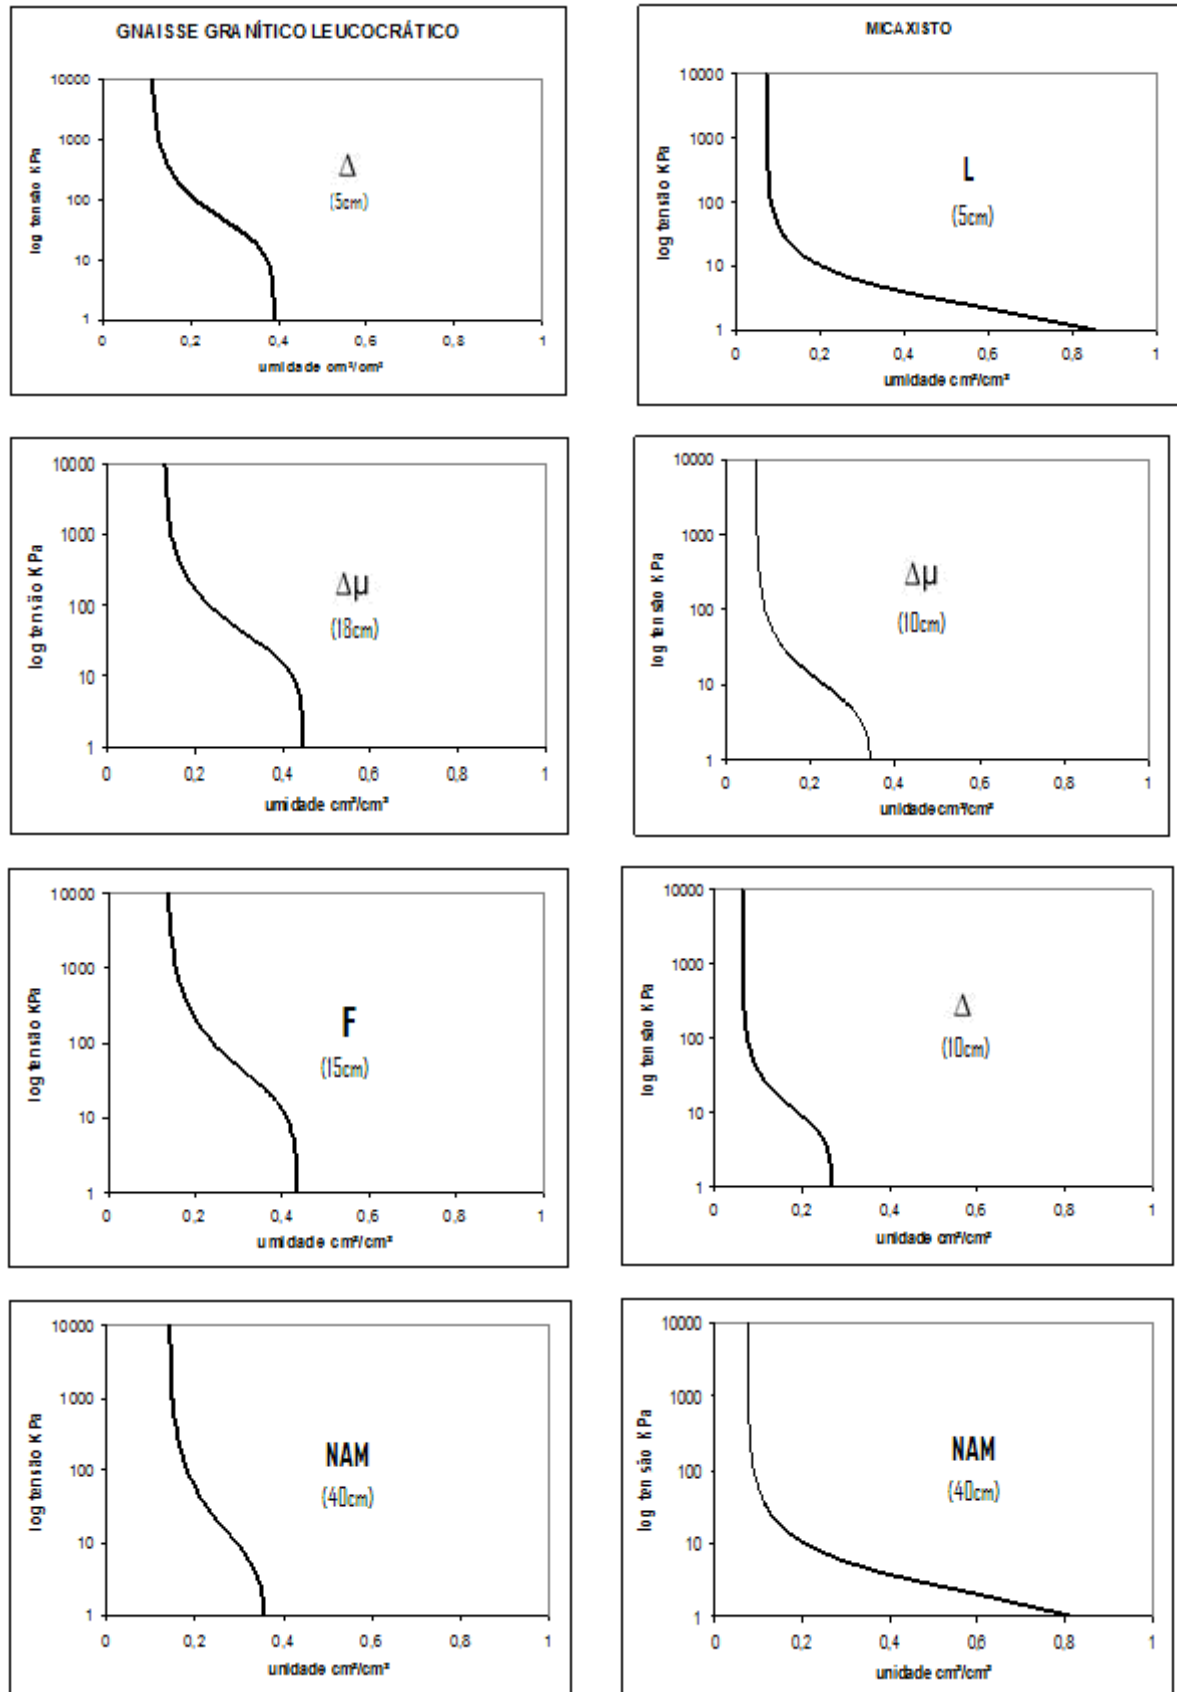 GNAISSE GRANÍTICO LEUCOCRÁTICO
log tensão KPa
10000
1000
100
10
1
Δ
(5cm)
0 0,2 0,4 0,6 0,8 1
umidade cm³/cm³
MICAXISTO
log tensão KPa
10000
1000
100
10
1
L
(5cm)
0 0,2 0,4 0,6 0,8 1
umidade cm³/cm³
log tensão KPa
10000
1000
100
10
1
Δμ
(18cm)
0 0,2 0,4 0,6 0,8 1
umidade cm³/cm³
log tensão KPa
10000
1000
100
10
1
Δμ
(10cm)
0 0,2 0,4 0,6 0,8 1
unidade cm³/cm³
log tensão KPa
10000
1000
100
10
1
F
(15cm)
0 0,2 0,4 0,6 0,8 1
umidade cm³/cm³
log tensão KPa
10000
1000
100
10
1
Δ
(10cm)
0 0,2 0,4 0,6 0,8 1
unidade cm³/cm³
log tensão KPa
10000
1000
100
10
1
NAM
(40cm)
0 0,2 0,4 0,6 0,8 1
unidade cm³/cm³
log tensão KPa
10000
1000
100
10
1
NAM
(40cm)
0 0,2 0,4 0,6 0,8 1
unidade cm³/cm³